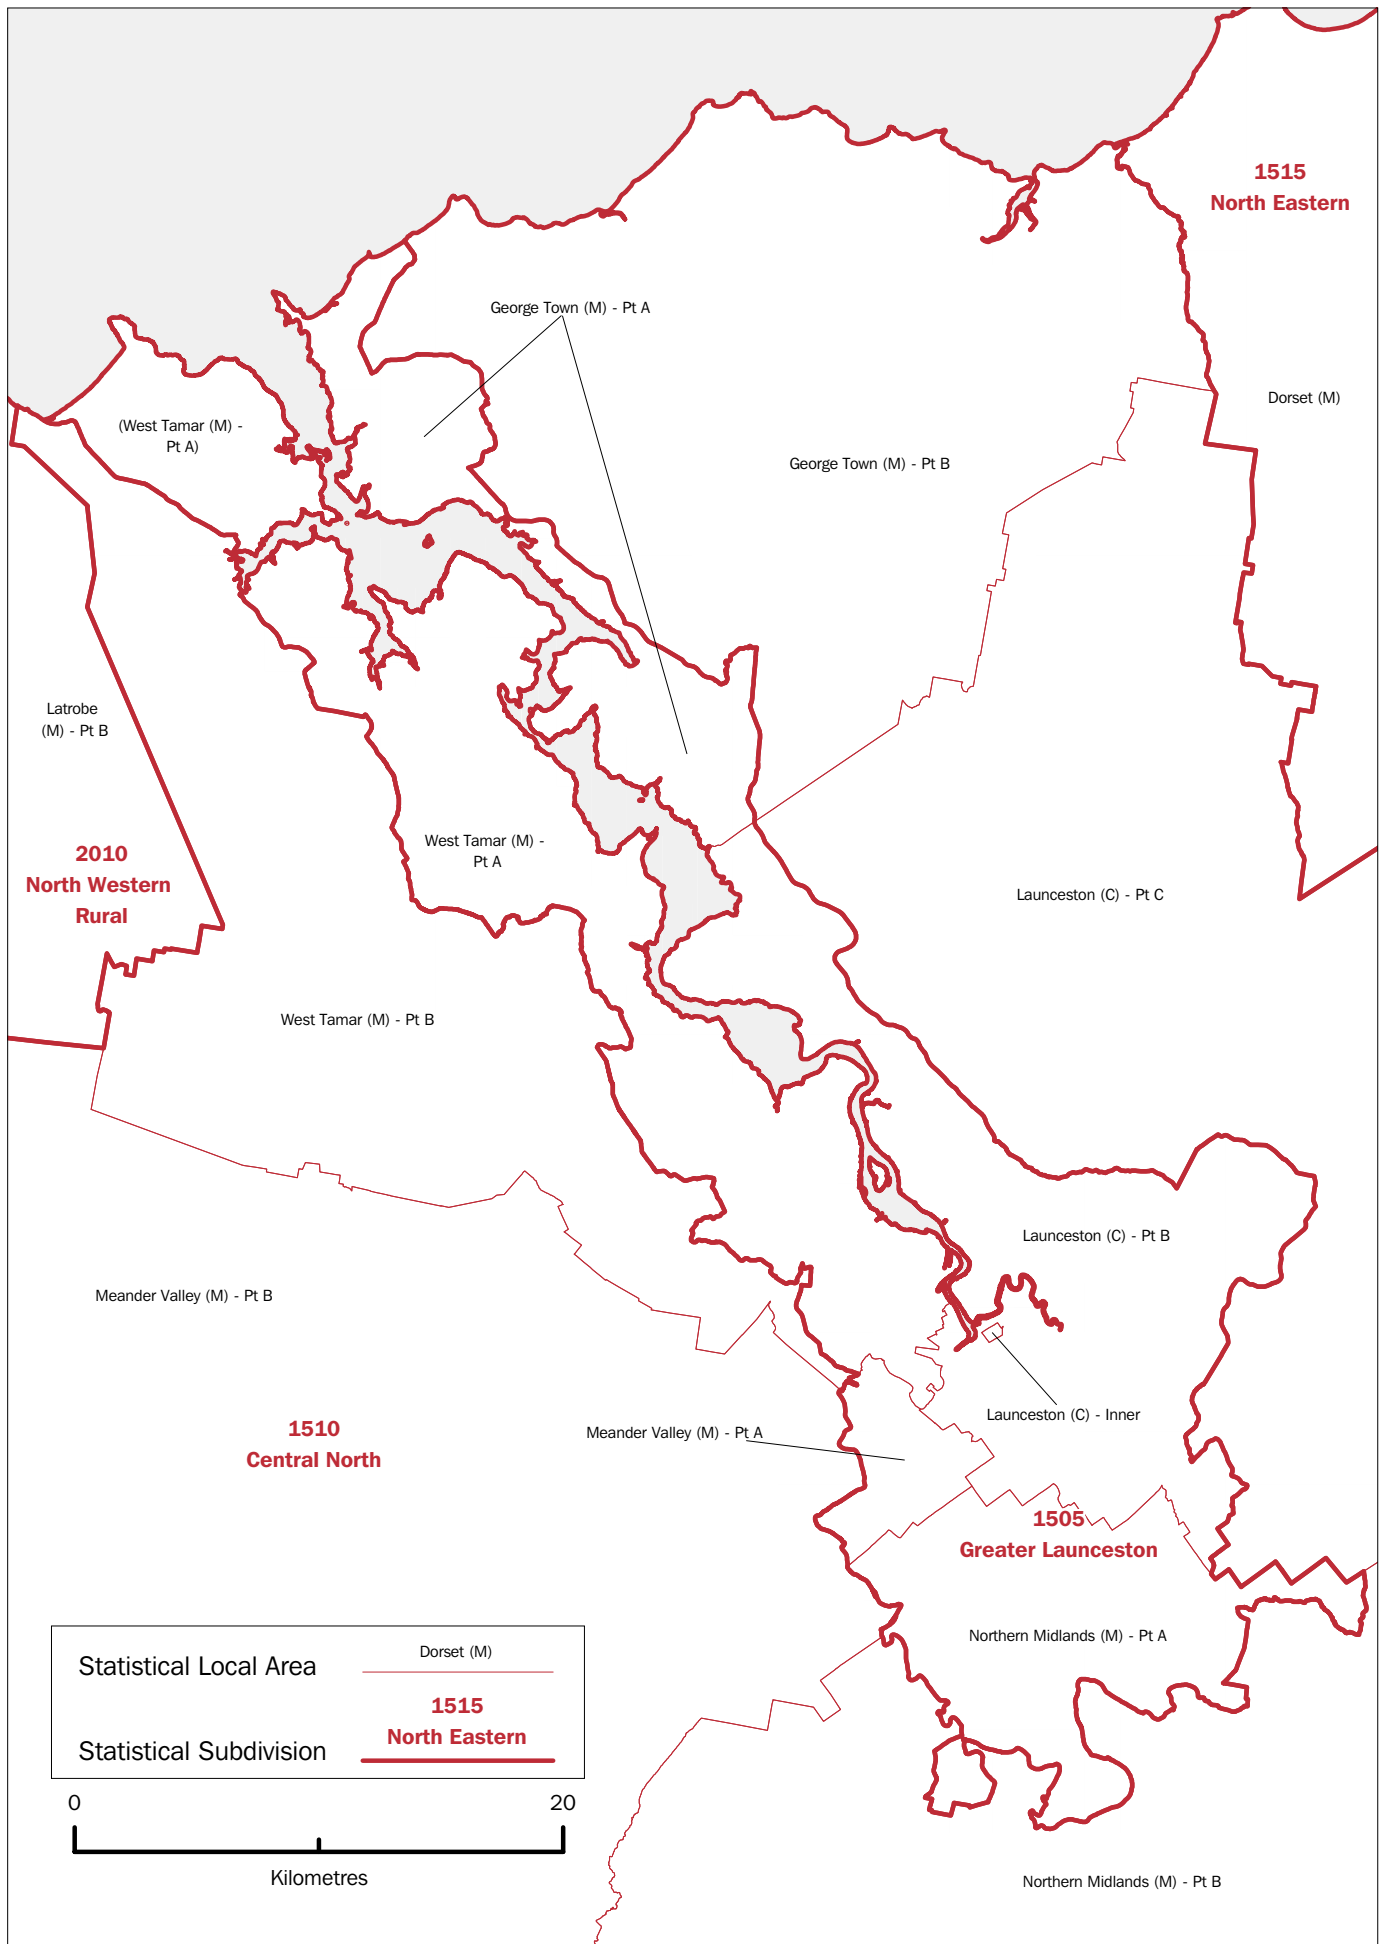 1515
North Eastern
George Town (M) - Pt A
Dorset (M)
(West Tamar (M) -
Pt A)
George Town (M) - Pt B
Latrobe
(M) - Pt B
West Tamar (M) -
Pt A
2010
North Western
Rural
Launceston (C) - Pt C
West Tamar (M) - Pt B
Launceston (C) - Pt B
Meander Valley (M) - Pt B
Launceston (C) - Inner
1510
Central North
Meander Valley (M) - Pt A
1505
Greater Launceston
Northern Midlands (M) - Pt A
Statistical Local Area
Dorset (M)
1515
North Eastern
Statistical Subdivision
0
20
Kilometres
Northern Midlands (M) - Pt B